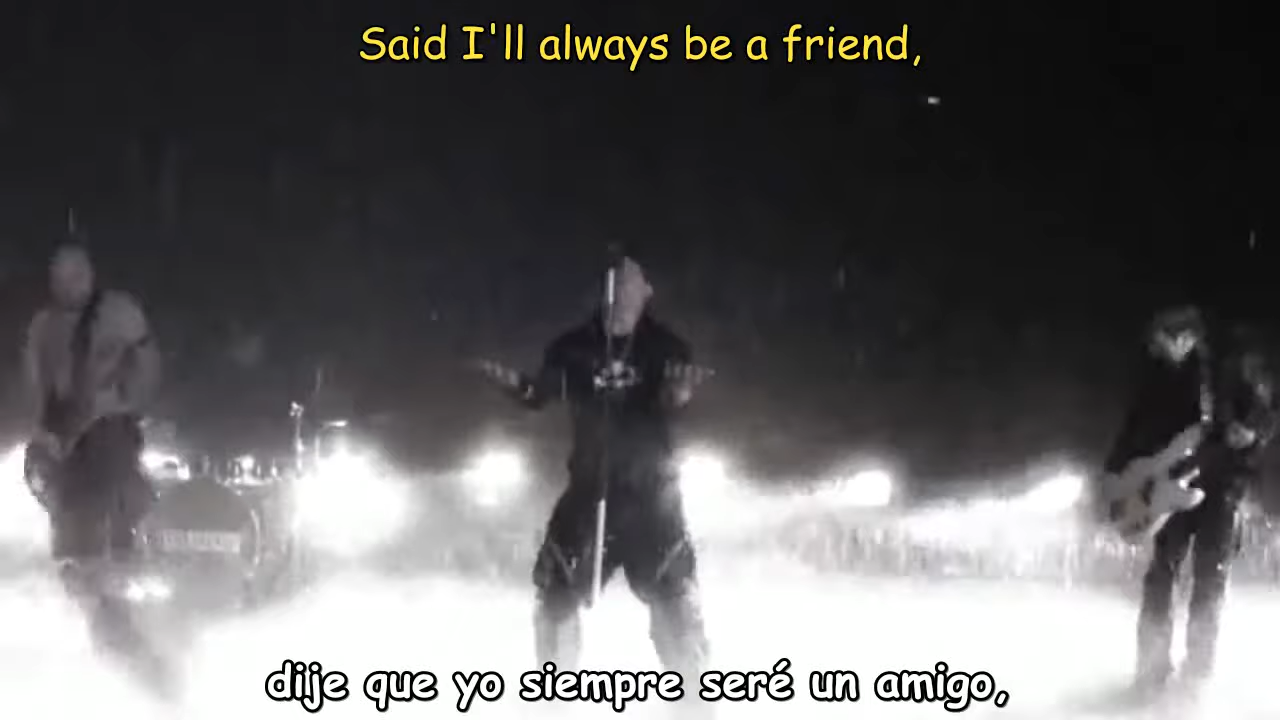 Said I'll always be a friend,
dije que yo siempre seré un amigo,